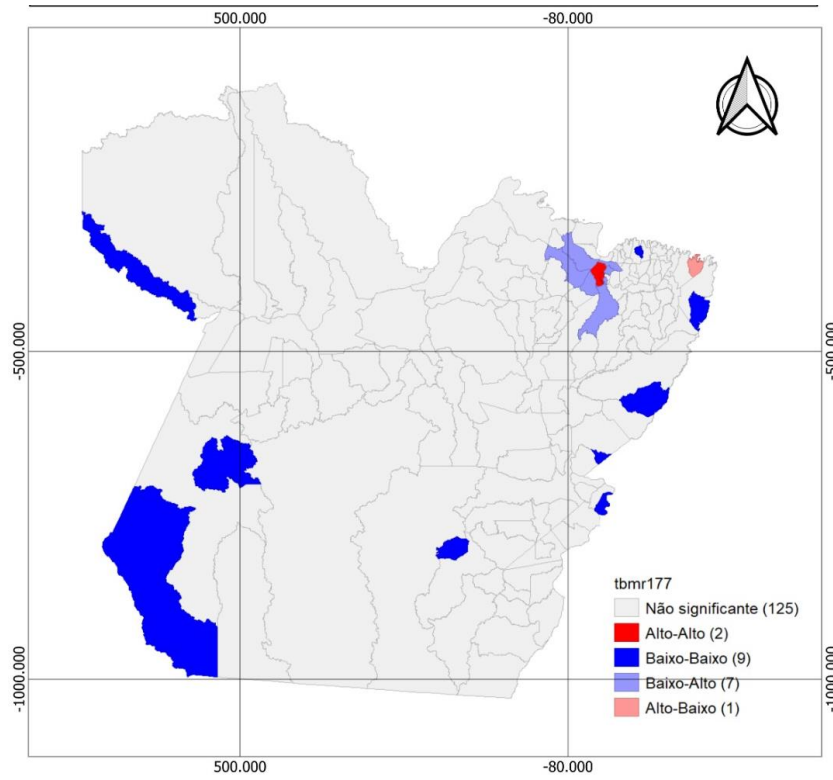 500.000 -80.000
-500.000 -500.000
-1000.000 -1000.000
tbmr177
Não significante (125)
Alto-Alto (2)
Baixo-Baixo (9)
Baixo-Alto (7)
Alto-Baixo (1)
500.000 -80.000